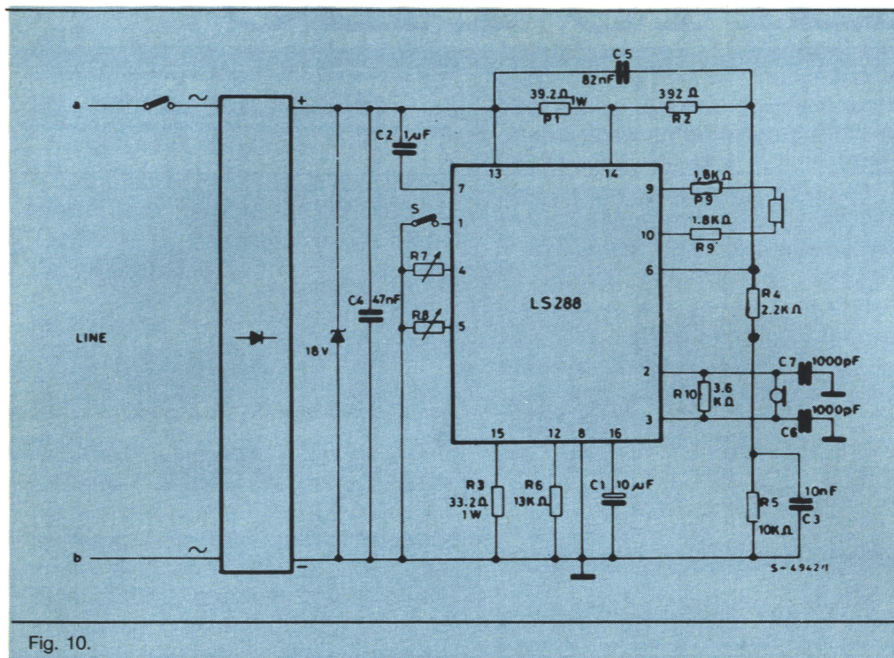 C5
82nF
39.2Ω
1W
R1
392 Ω
R2
a
~
+
C2
1μF
13
14
7
9
1,8KΩ
R9
S
1
10
1.8KΩ
R9'
R7
4
6
R8
5
C4
47nF
LS288
R4
2.2KΩ
LINE
18V
2
C7
1000pF
R10
3.6
KΩ
3
1000pF
C6
15
12
8
16
R3
33.2Ω
1W
R6
13KΩ
C1
10μF
R5
10KΩ
10nF
C3
b
~
−
S-4942/1
Fig. 10.